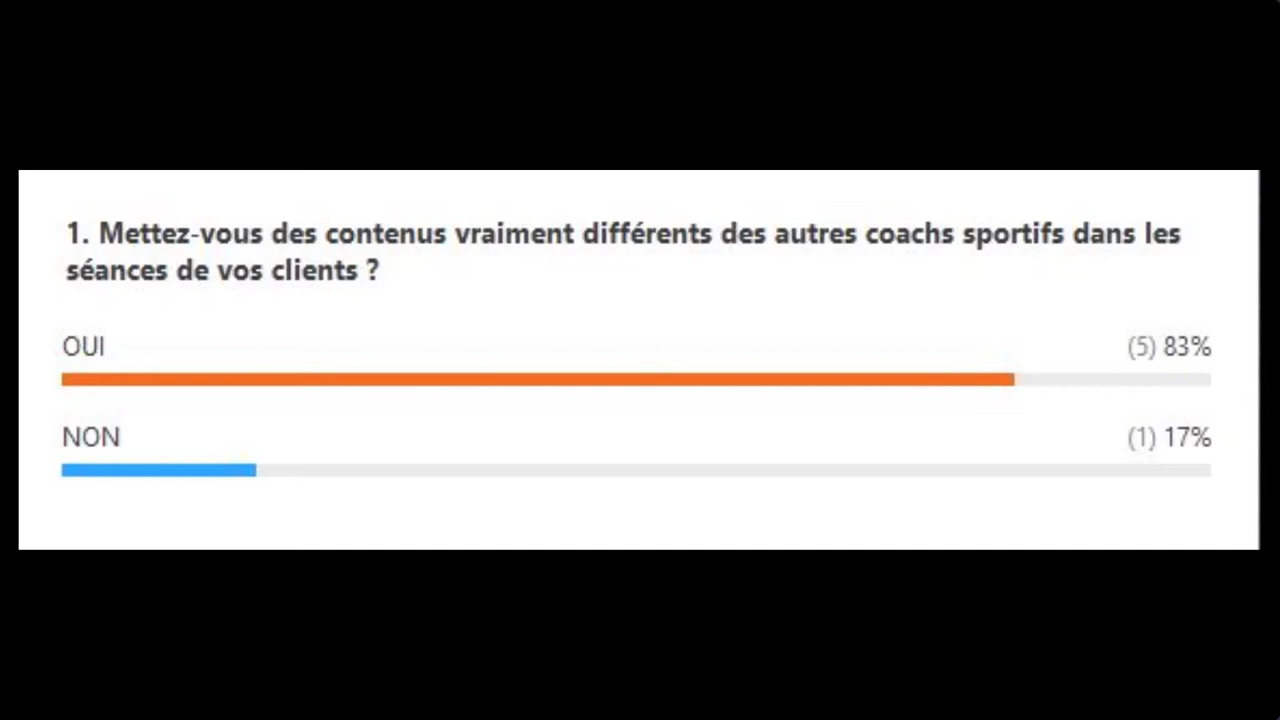 1. Mettez-vous des contenus vraiment différents des autres coachs sportifs dans les
séances de vos clients ?
OUI (5) 83%
NON (1) 17%